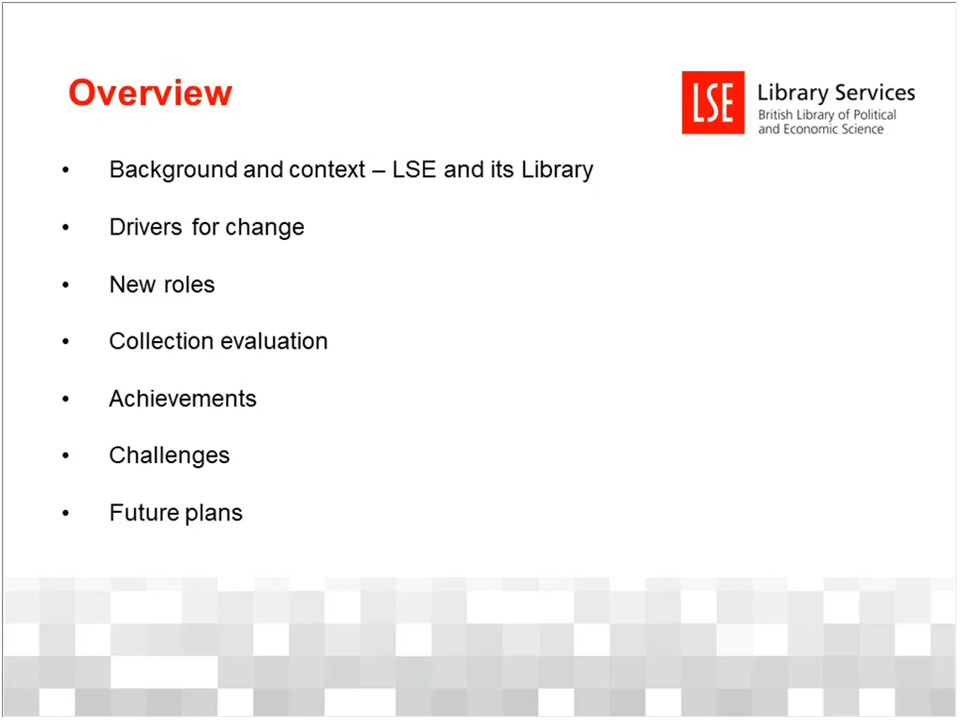 Overview
LSE
Library Services
British Library of Political
and Economic Science
• Background and context – LSE and its Library
• Drivers for change
• New roles
• Collection evaluation
• Achievements
• Challenges
• Future plans